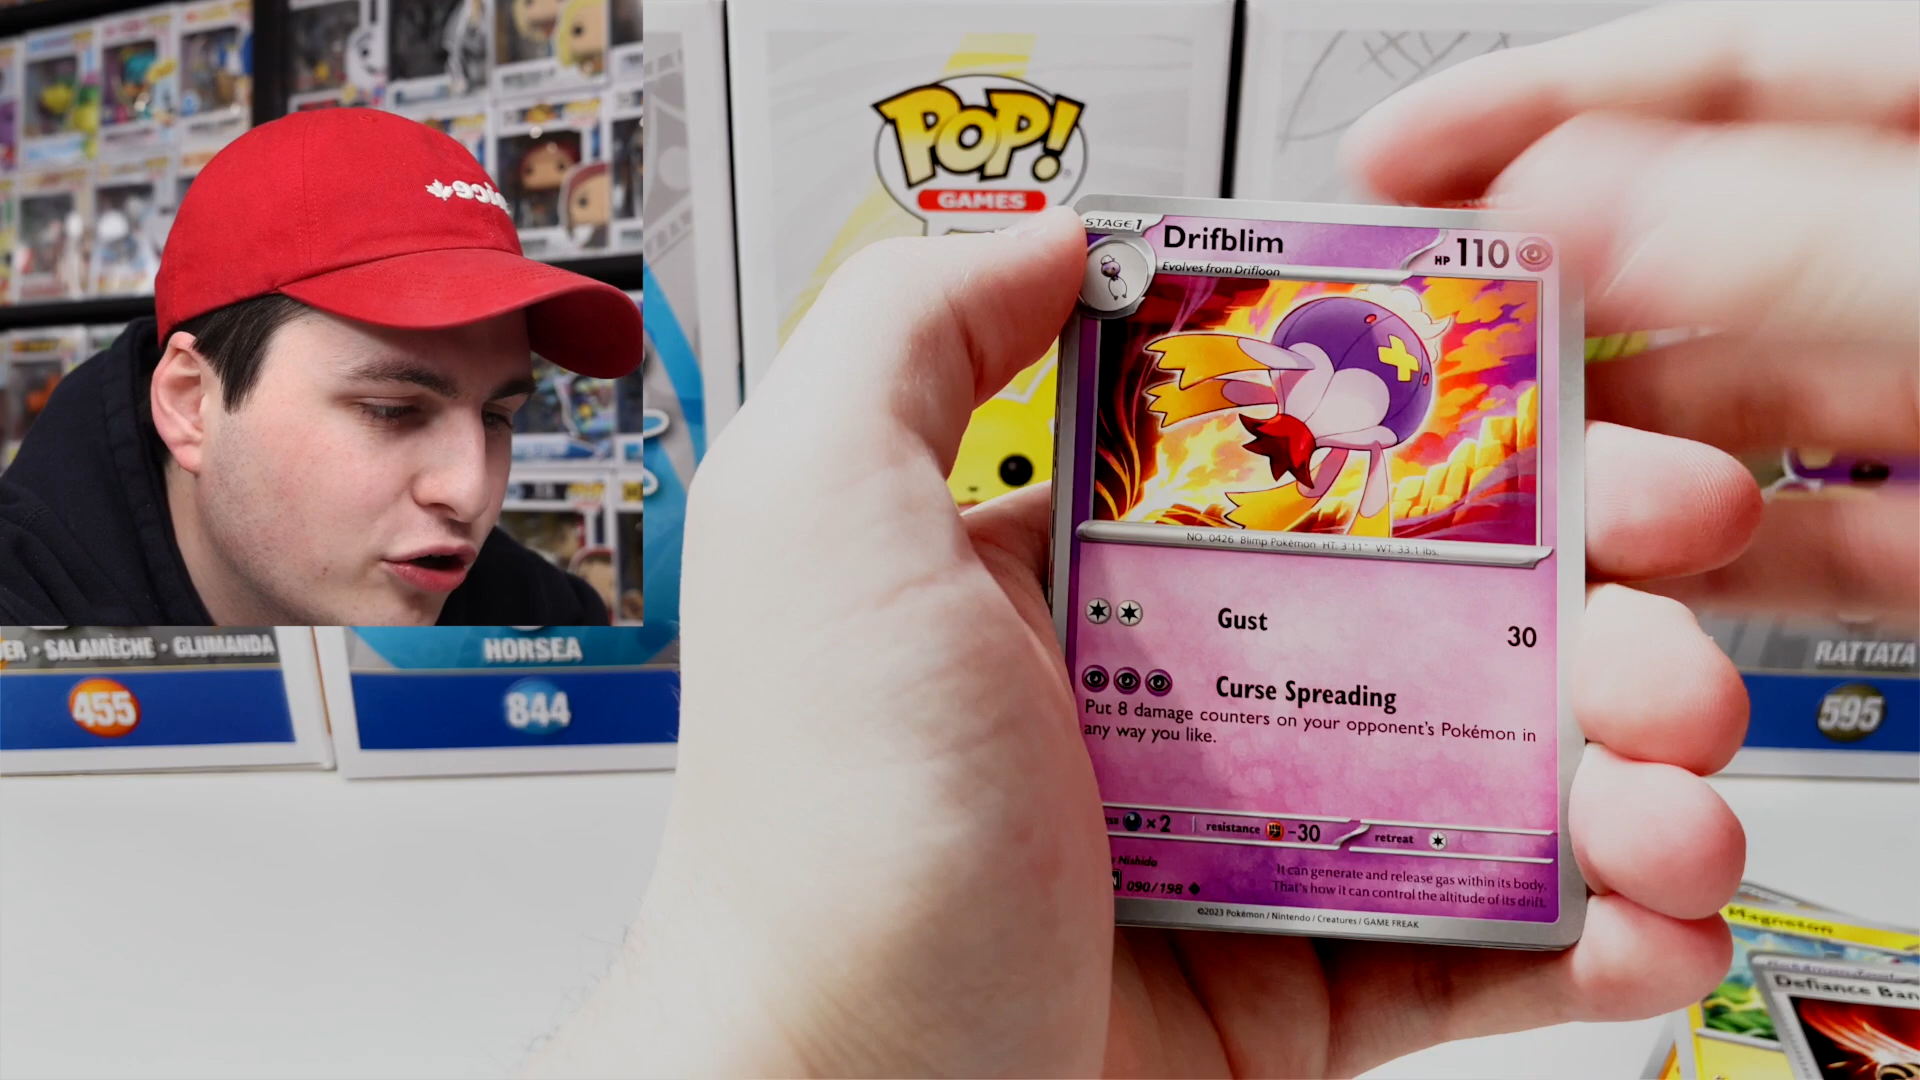 POP!
GAMES
STAGE 1
Drifblim
HP 110
Evolves from Drifloon
NO. 0426 Blimp Pokémon HT: 3'11" WT: 33.1 lbs.
Gust 30
Curse Spreading
Put 8 damage counters on your opponent's Pokémon in
any way you like.
×2 resistance -30 retreat
Nishida
090/198
It can generate and release gas within its body.
That's how it can control the altitude of its drift.
©2023 Pokémon / Nintendo / Creatures / GAME FREAK
SALAMÈCHE • GLUMANDA
455
HORSEA
844
RATTATA
595
Magneton
Defiance